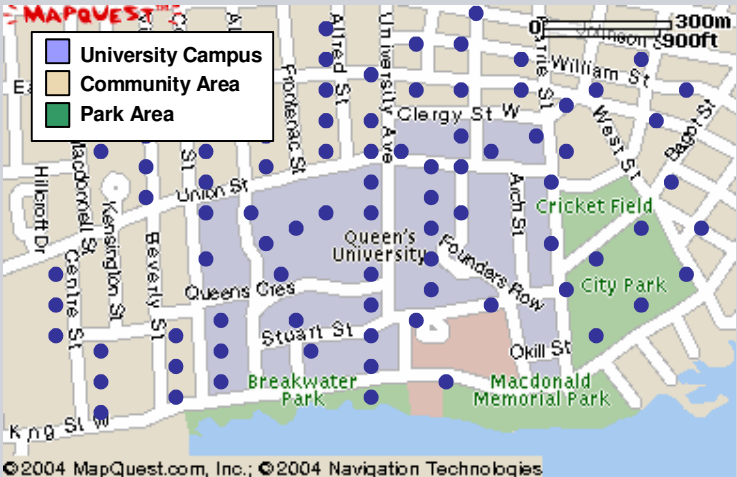 MAPQUEST
0
300m
900ft
University Campus
Community Area
Park Area
Alfred St
University Ave
Frontenac St
William St
Clergy St W
West St
Bagot St
Macdonnell St
Hillcroft Dr
Kensington St
Centre St
Beverly St
Union St
Arch St
Cricket Field
Queen's
University
Founders Row
City Park
Queens Cres
Stuart St
Okill St
Breakwater
Park
Macdonald
Memorial Park
King St W
©2004 MapQuest.com, Inc.; ©2004 Navigation Technologies